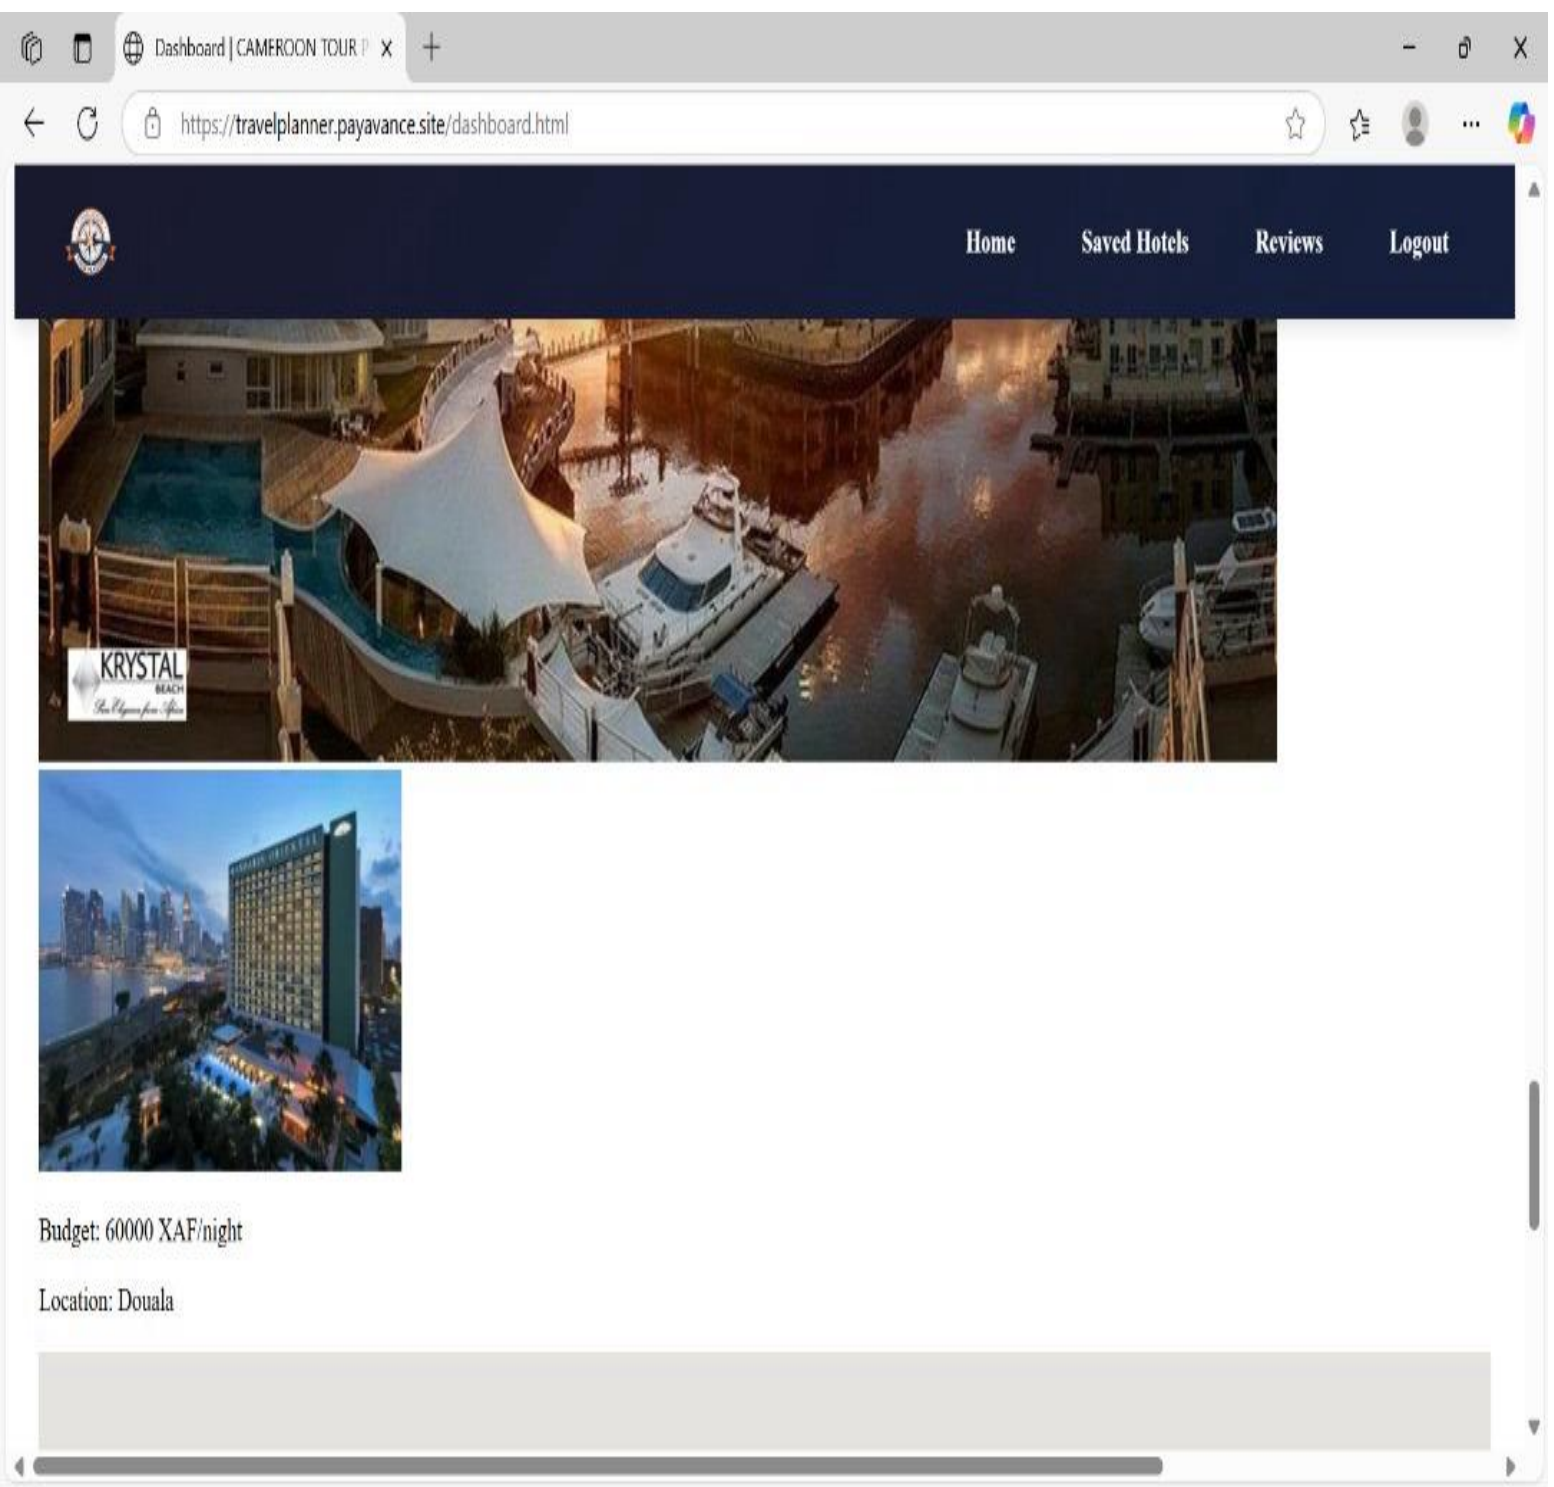 Dashboard | CAMEROON TOUR P
https://travelplanner.payavance.site/dashboard.html
Home Saved Hotels Reviews Logout
KRYSTAL
BEACH
Budget: 60000 XAF/night
Location: Douala